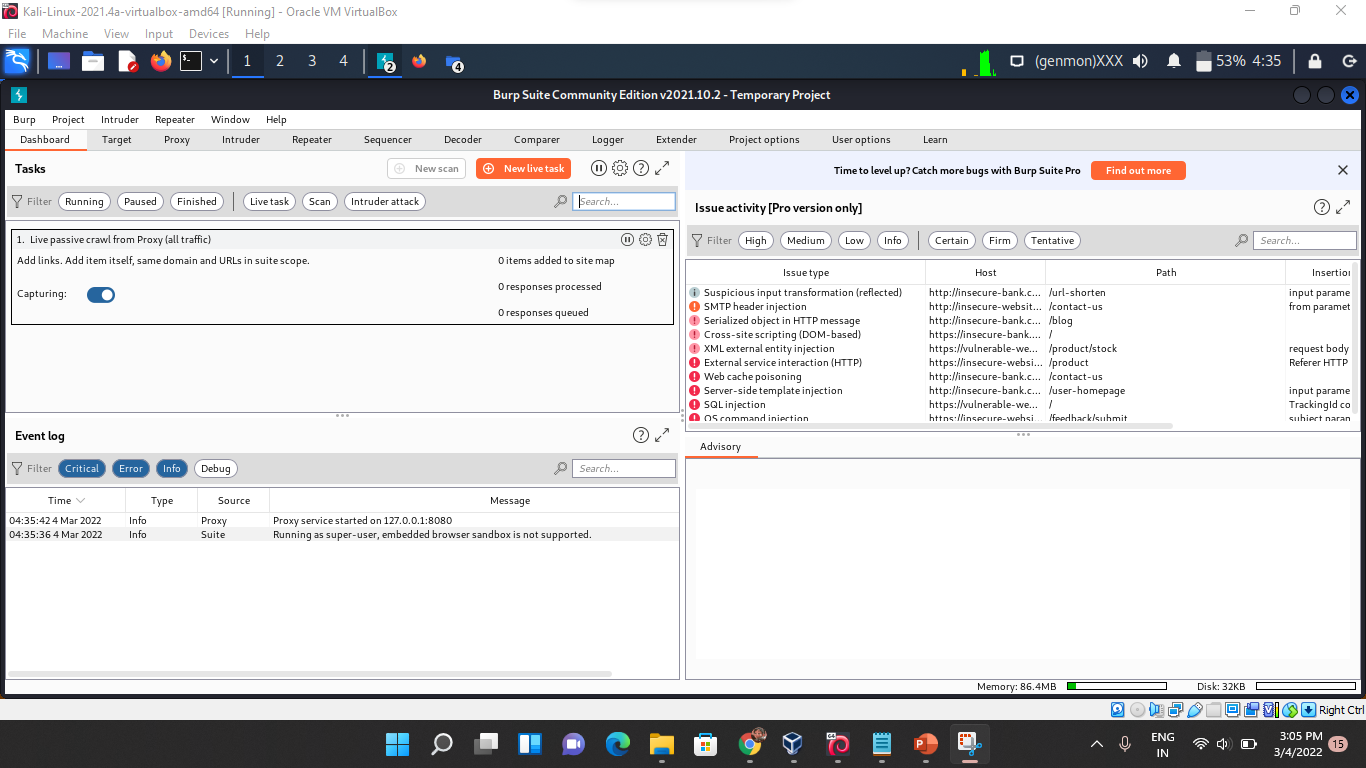 Kali-Linux-2021.4a-virtualbox-amd64 [Running] - Oracle VM VirtualBox
File Machine View Input Devices Help
1 2 3 4 2 4 (genmon)XXX 53% 4:35
Burp Suite Community Edition v2021.10.2 - Temporary Project
Burp Project Intruder Repeater Window Help
Dashboard Target Proxy Intruder Repeater Sequencer Decoder Comparer Logger Extender Project options User options Learn
Tasks
New scan New live task
Filter Running Paused Finished Live task Scan Intruder attack Search...
1. Live passive crawl from Proxy (all traffic)
Add links. Add item itself, same domain and URLs in suite scope. 0 items added to site map
0 responses processed
Capturing:
0 responses queued
Event log
Filter Critical Error Info Debug Search...
Time Type Source Message
04:35:42 4 Mar 2022 Info Proxy Proxy service started on 127.0.0.1:8080
04:35:36 4 Mar 2022 Info Suite Running as super-user, embedded browser sandbox is not supported.
Time to level up? Catch more bugs with Burp Suite Pro Find out more
Issue activity [Pro version only]
Filter High Medium Low Info Certain Firm Tentative Search...
Issue type Host Path Insertion
Suspicious input transformation (reflected) http://insecure-bank.c... /url-shorten input parame
SMTP header injection http://insecure-websit... /contact-us from paramet
Serialized object in HTTP message http://insecure-bank.c... /blog
Cross-site scripting (DOM-based) https://insecure-bank.... /
XML external entity injection https://vulnerable-we... /product/stock request body
External service interaction (HTTP) https://insecure-websi... /product Referer HTTP
Web cache poisoning http://insecure-bank.c... /contact-us
Server-side template injection http://insecure-bank.c... /user-homepage input parame
SQL injection https://vulnerable-we... / TrackingId co
OS command injection https://insecure-websi... /feedback/submit subject param
Advisory
Memory: 86.4MB Disk: 32KB
Right Ctrl
ENG
IN
3:05 PM
3/4/2022
15